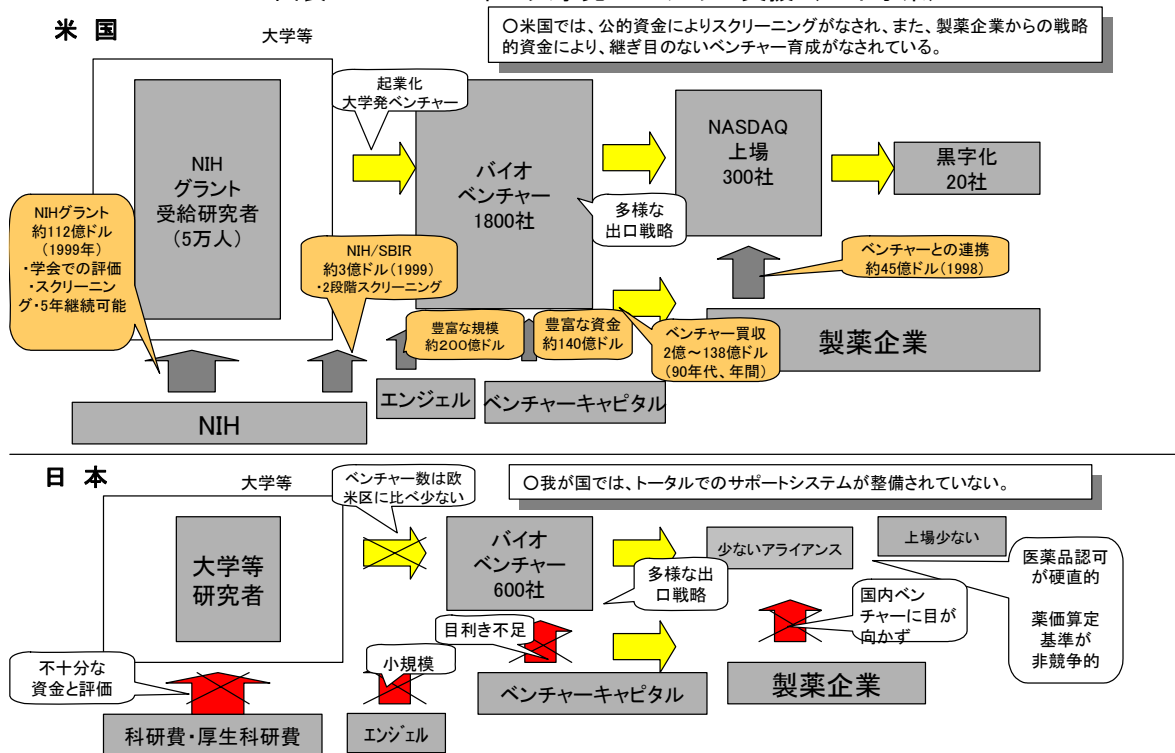 米 国
大学等
○米国では、公的資金によりスクリーニングがなされ、また、製薬企業からの戦略
的資金により、継ぎ目のないベンチャー育成がなされている。
起業化
大学発ベンチャー
NIH
グラント
受給研究者
(5万人)
バイオ
ベンチャー
1800社
NASDAQ
上場
300社
黒字化
20社
多様な
出口戦略
NIHグラント
約112億ドル
(1999年)
・学会での評価
・スクリーニン
グ・5年継続可能
NIH/SBIR
約3億ドル(1999)
・2段階スクリーニング
ベンチャーとの連携
約45億ドル(1998)
豊富な規模
約200億ドル
豊富な資金
約140億ドル
ベンチャー買収
2億～138億ドル
(90年代、年間)
製薬企業
エンジェル
ベンチャーキャピタル
NIH
日 本
大学等
ベンチャー数は欧
米区に比べ少ない
○我が国では、トータルでのサポートシステムが整備されていない。
大学等
研究者
バイオ
ベンチャー
600社
少ないアライアンス
上場少ない
多様な出
口戦略
医薬品認可
が硬直的
薬価算定
基準が
非競争的
国内ベン
チャーに目が
向かず
目利き不足
不十分な
資金と評価
小規模
ベンチャーキャピタル
製薬企業
科研費・厚生科研費
エンジェル